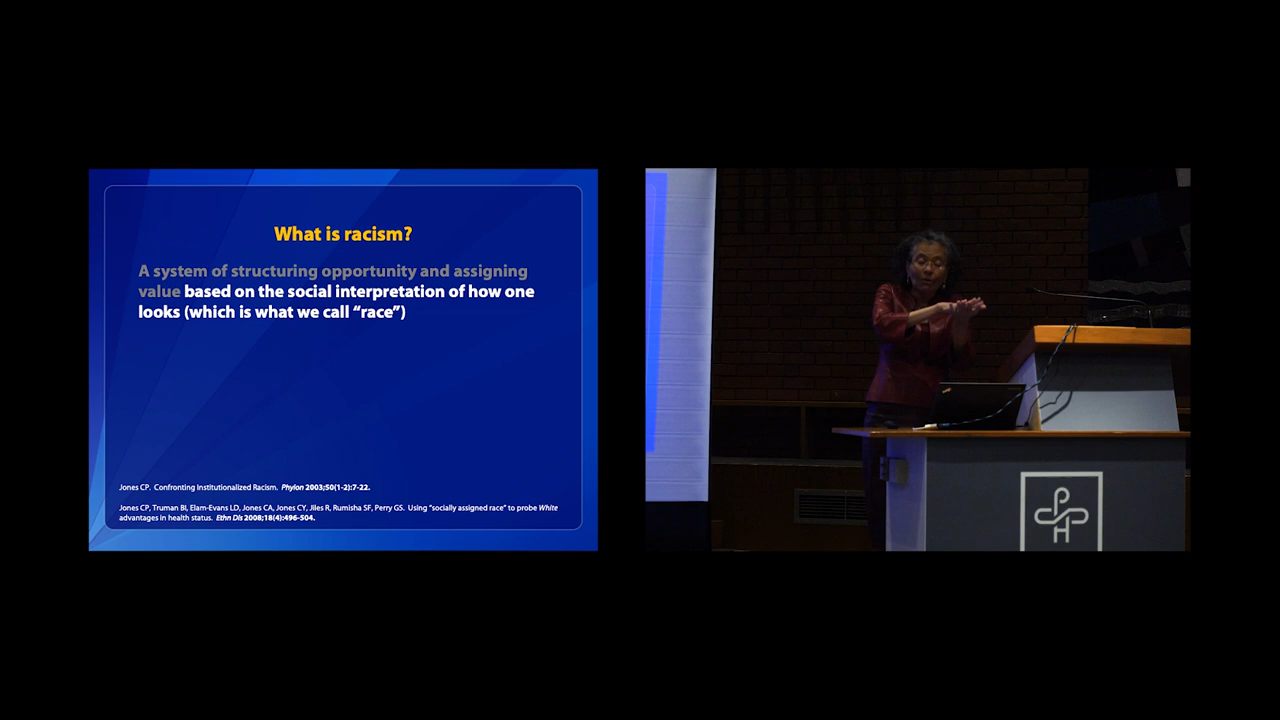 What is racism?
A system of structuring opportunity and assigning
value based on the social interpretation of how one
looks (which is what we call “race”)
Jones CP. Confronting Institutionalized Racism. Phylon 2003;50(1-2):7-22.
Jones CP, Truman BI, Elam-Evans LD, Jones CA, Jones CY, Jiles R, Rumisha SF, Perry GS. Using “socially assigned race” to probe White
advantages in health status. Ethn Dis 2008;18(4):496-504.
P
H